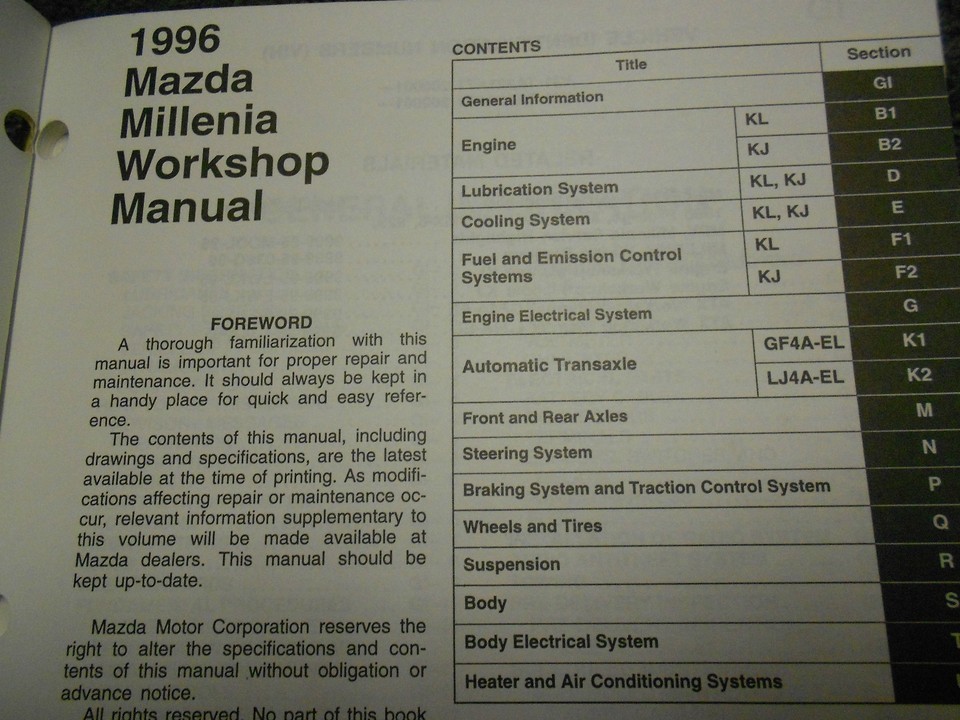 1996
Mazda
Millenia
Workshop
Manual
FOREWORD
A thorough familiarization with this
manual is important for proper repair and
maintenance. It should always be kept in
a handy place for quick and easy refer-
ence.
The contents of this manual, including
drawings and specifications, are the latest
available at the time of printing. As modifi-
cations affecting repair or maintenance oc-
cur, relevant information supplementary to
this volume will be made available at
Mazda dealers. This manual should be
kept up-to-date.
Mazda Motor Corporation reserves the
right to alter the specifications and con-
tents of this manual without obligation or
advance notice.
All rights reserved. No part of this book
CONTENTS
Title Section
General Information GI
Engine KL B1
KJ B2
Lubrication System KL, KJ D
Cooling System KL, KJ E
Fuel and Emission Control
Systems KL F1
KJ F2
Engine Electrical System G
Automatic Transaxle GF4A-EL K1
LJ4A-EL K2
Front and Rear Axles M
Steering System N
Braking System and Traction Control System P
Wheels and Tires Q
Suspension R
Body S
Body Electrical System T
Heater and Air Conditioning Systems